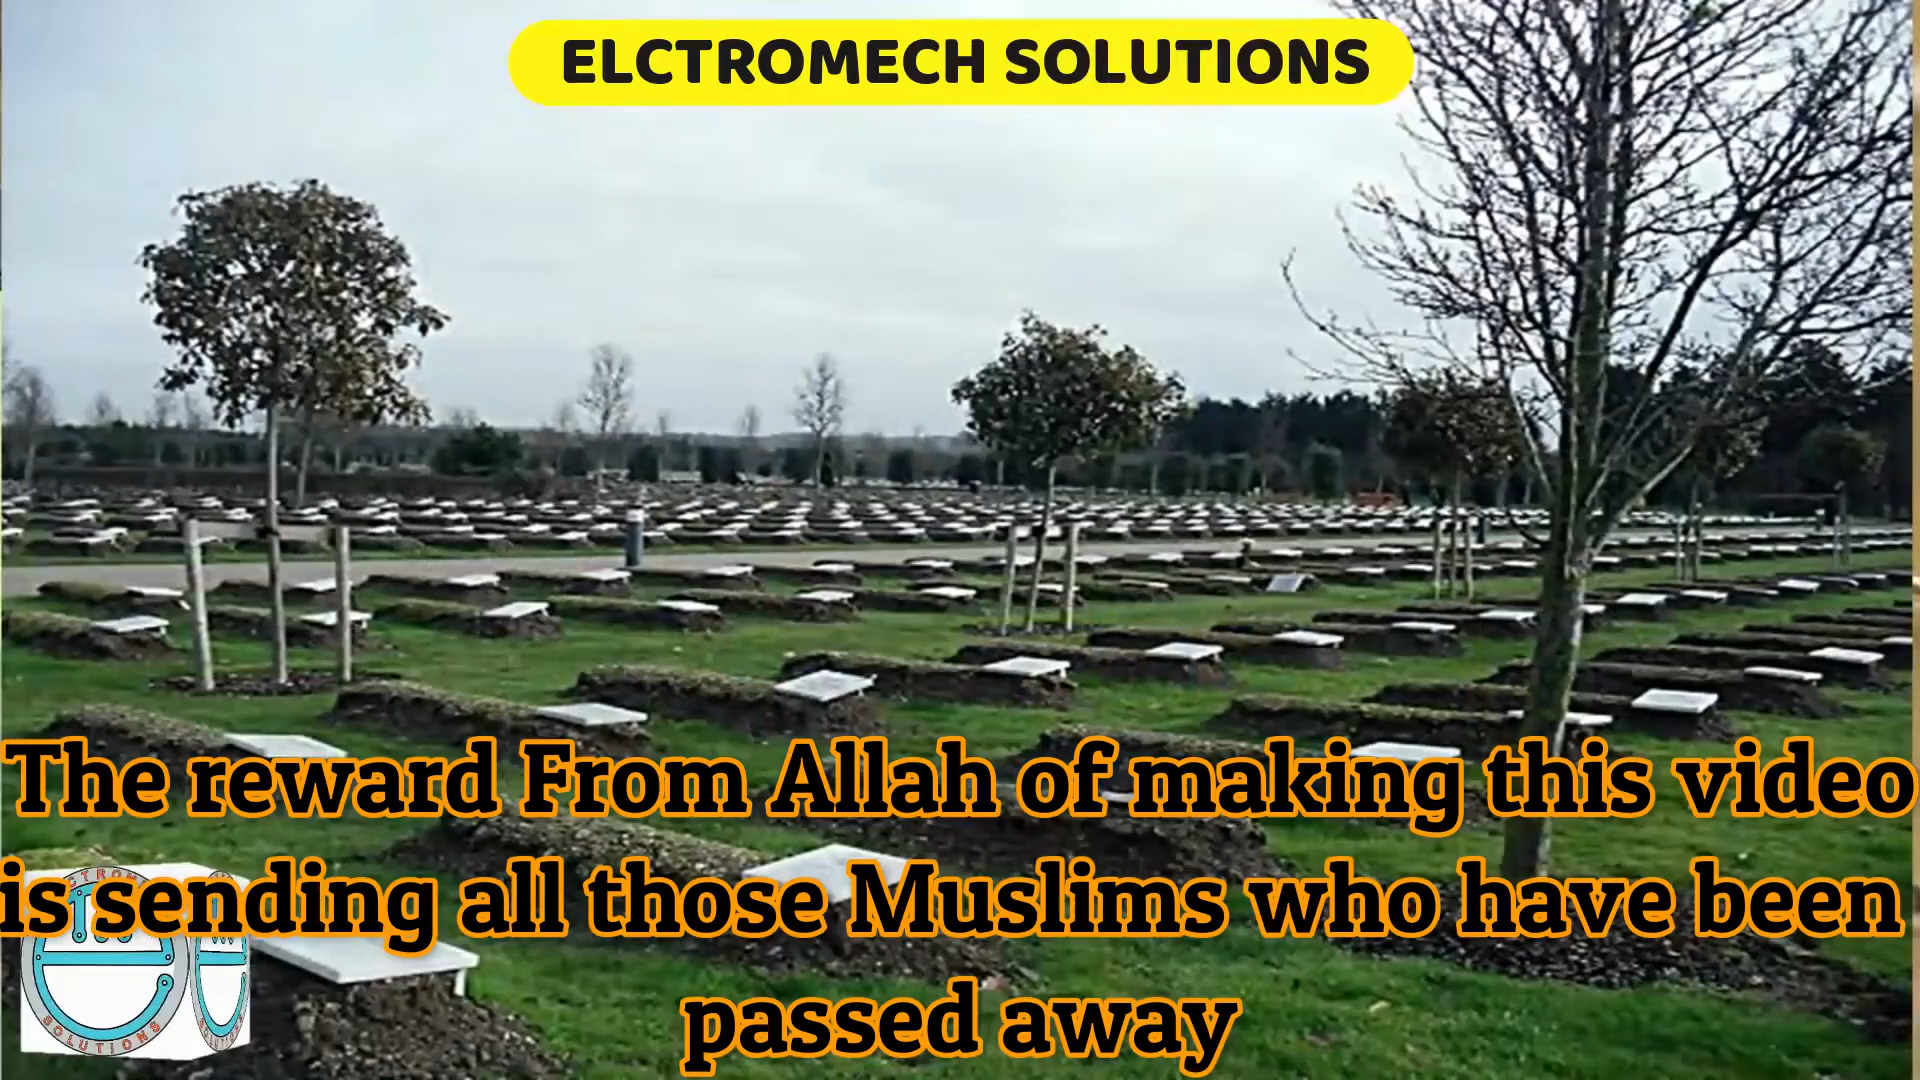 ELCTROMECH SOLUTIONS
The reward From Allah of making this video
is sending all those Muslims who have been
passed away
SOLUTIONS